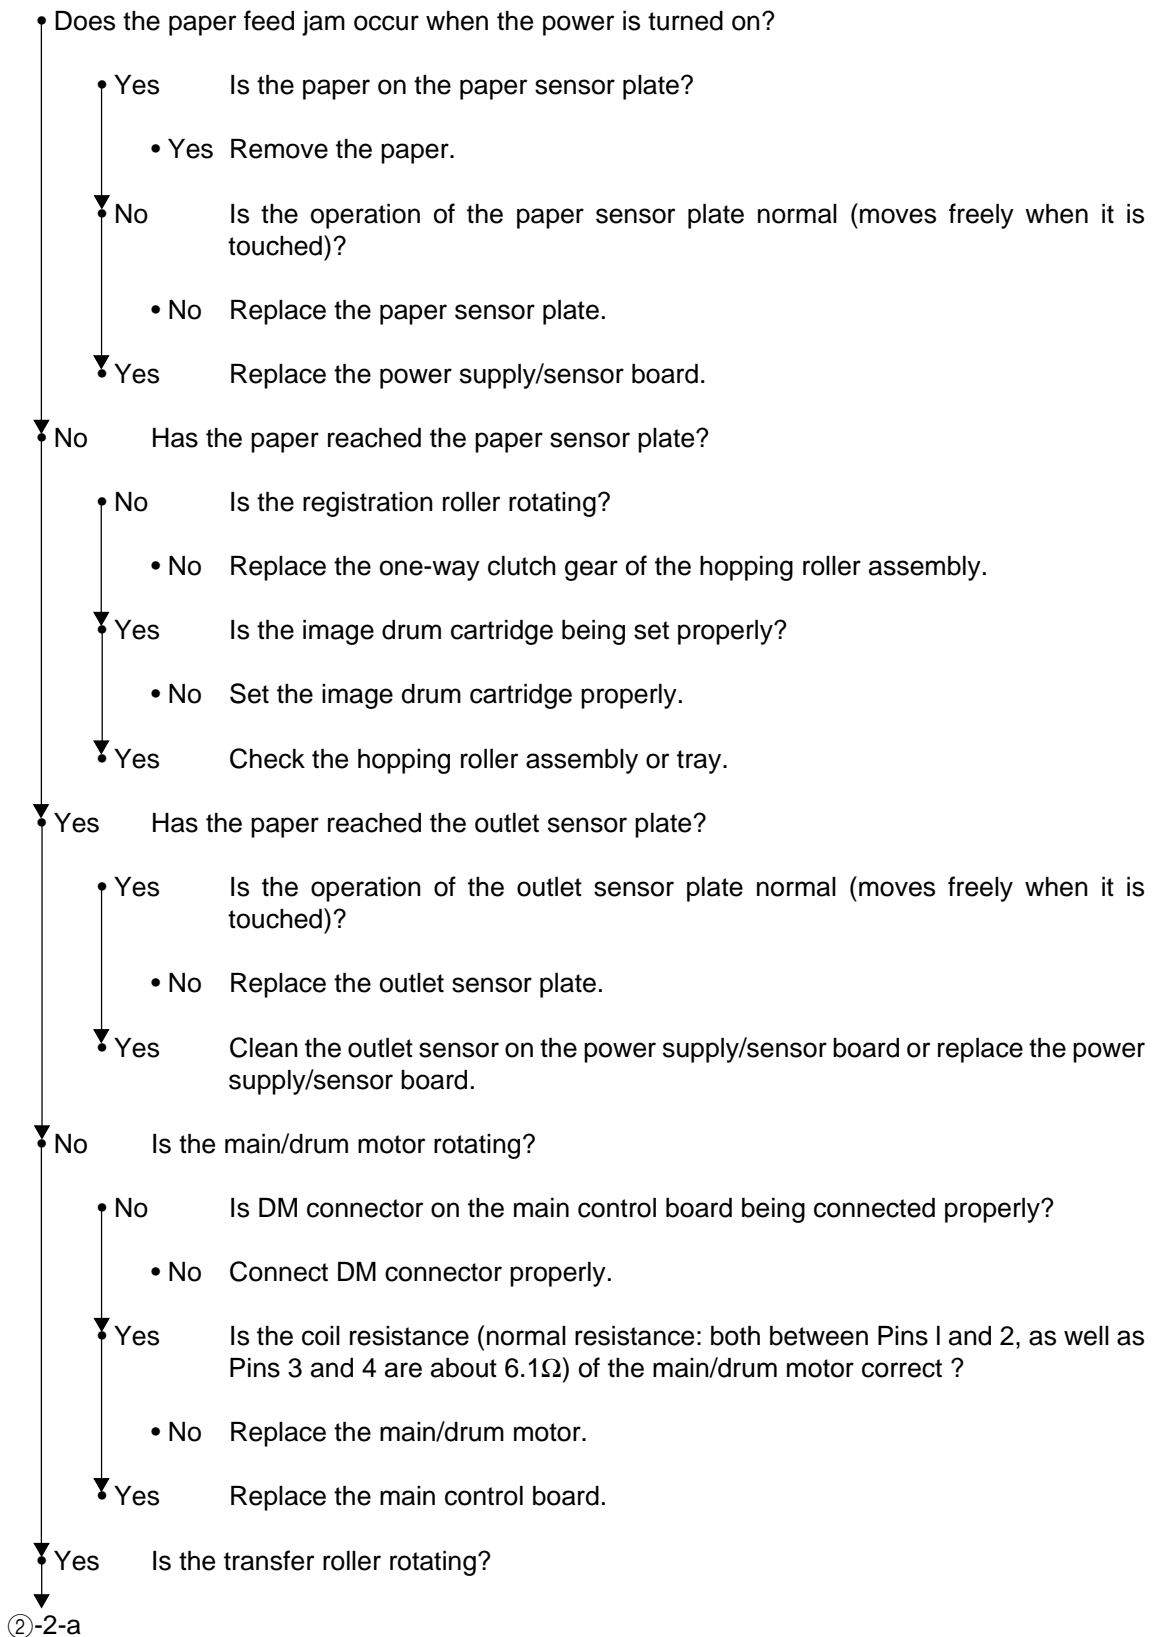 • Does the paper feed jam occur when the power is turned on?
• Yes Is the paper on the paper sensor plate?
• Yes Remove the paper.
• No Is the operation of the paper sensor plate normal (moves freely when it is
touched)?
• No Replace the paper sensor plate.
• Yes Replace the power supply/sensor board.
• No Has the paper reached the paper sensor plate?
• No Is the registration roller rotating?
• No Replace the one-way clutch gear of the hopping roller assembly.
• Yes Is the image drum cartridge being set properly?
• No Set the image drum cartridge properly.
• Yes Check the hopping roller assembly or tray.
• Yes Has the paper reached the outlet sensor plate?
• Yes Is the operation of the outlet sensor plate normal (moves freely when it is
touched)?
• No Replace the outlet sensor plate.
• Yes Clean the outlet sensor on the power supply/sensor board or replace the power
supply/sensor board.
• No Is the main/drum motor rotating?
• No Is DM connector on the main control board being connected properly?
• No Connect DM connector properly.
• Yes Is the coil resistance (normal resistance: both between Pins l and 2, as well as
Pins 3 and 4 are about 6.1Ω) of the main/drum motor correct ?
• No Replace the main/drum motor.
• Yes Replace the main control board.
• Yes Is the transfer roller rotating?
②-2-a